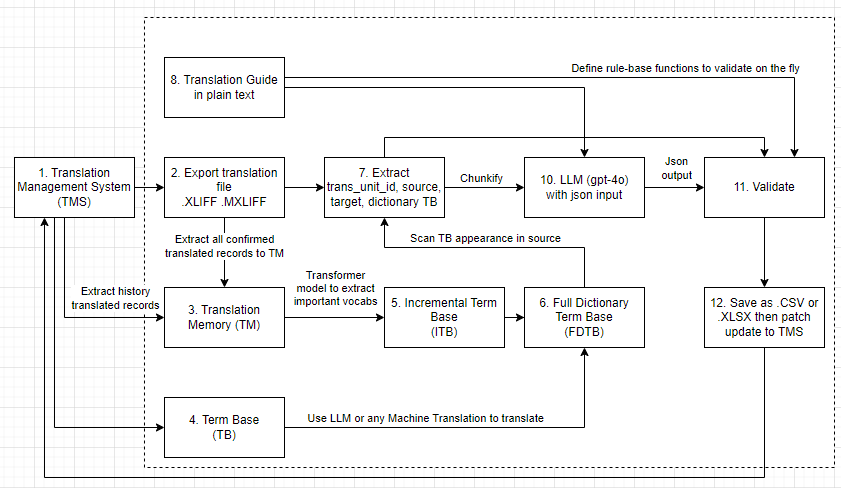 Define rule-base functions to validate on the fly
8. Translation Guide
in plain text
1. Translation
Management System
(TMS)
2. Export translation
file
.XLIFF .MXLIFF
7. Extract
trans_unit_id, source,
target, dictionary TB
Chunkify
10. LLM (gpt-4o)
with json input
Json
output
11. Validate
Extract all confirmed
translated records to TM
Scan TB appearance in source
Extract history
translated records
3. Translation
Memory (TM)
Transformer
model to extract
important vocabs
5. Incremental Term
Base
(ITB)
6. Full Dictionary
Term Base
(FDTB)
12. Save as .CSV or
.XLSX then patch
update to TMS
4. Term Base
(TB)
Use LLM or any Machine Translation to translate